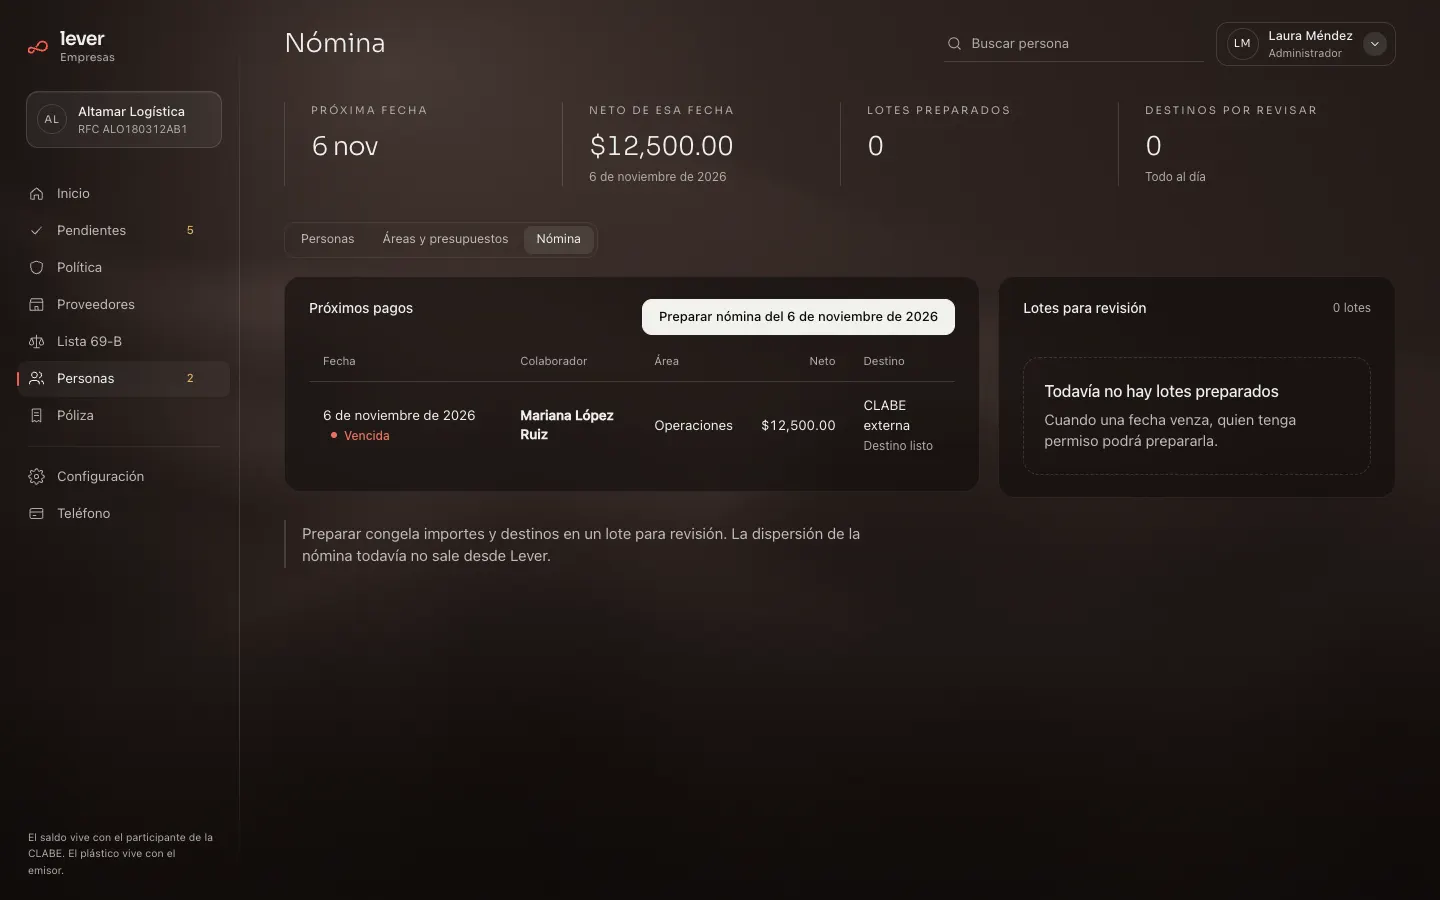 lever
Empresas
AL
Altamar Logística
RFC ALO180312AB1
Inicio
Pendientes 5
Política
Proveedores
Lista 69-B
Personas 2
Póliza
Configuración
Teléfono
El saldo vive con el participante de la
CLABE. El plástico vive con el
emisor.
Nómina
Buscar persona
LM
Laura Méndez
Administrador
PRÓXIMA FECHA
6 nov
NETO DE ESA FECHA
$12,500.00
6 de noviembre de 2026
LOTES PREPARADOS
0
DESTINOS POR REVISAR
0
Todo al día
Personas Áreas y presupuestos Nómina
Próximos pagos
Preparar nómina del 6 de noviembre de 2026
Fecha Colaborador Área Neto Destino
6 de noviembre de 2026
Vencida
Mariana López
Ruiz
Operaciones
$12,500.00
CLABE
externa
Destino listo
Lotes para revisión 0 lotes
Todavía no hay lotes preparados
Cuando una fecha venza, quien tenga
permiso podrá prepararla.
Preparar congela importes y destinos en un lote para revisión. La dispersión de la
nómina todavía no sale desde Lever.